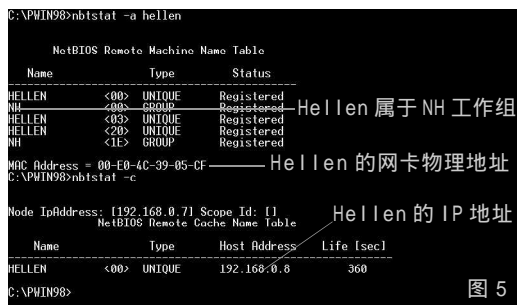 C:\PWIN98>nbtstat -a hellen
NetBIOS Remote Machine Name Table
Name Type Status
HELLEN <00> UNIQUE Registered
NH <00> GROUP Registered
Hellen 属于 NH 工作组
HELLEN <03> UNIQUE Registered
HELLEN <20> UNIQUE Registered
NH <1E> GROUP Registered
MAC Address = 00-E0-4C-39-05-CF
Hellen 的网卡物理地址
C:\PWIN98>nbtstat -c
Node IpAddress: [192.168.0.7] Scope Id: []
Hellen 的 IP 地址
NetBIOS Remote Cache Name Table
Name Type Host Address Life [sec]
HELLEN <00> UNIQUE 192.168.0.8 360
C:\PWIN98>
图 5